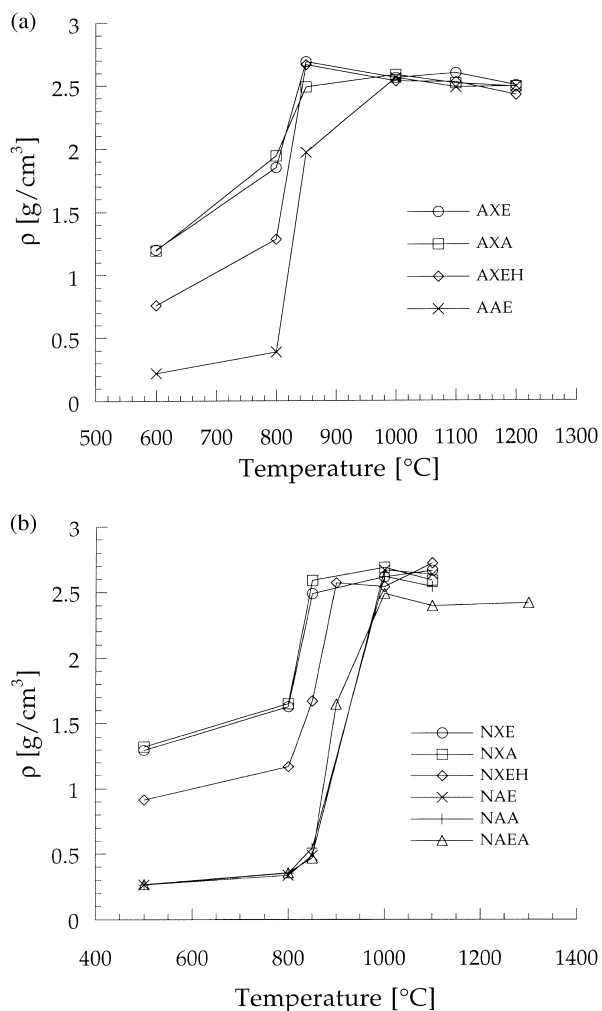 (a)
3
2.5
2
1.5
1
0.5
0
ρ [g/cm³]
AXE
AXA
AXEH
AAE
500 600 700 800 900 1000 1100 1200 1300
Temperature [°C]
(b)
3
2.5
2
1.5
1
0.5
0
ρ [g/cm³]
NXE
NXA
NXEH
NAE
NAA
NAEA
400 600 800 1000 1200 1400
Temperature [°C]